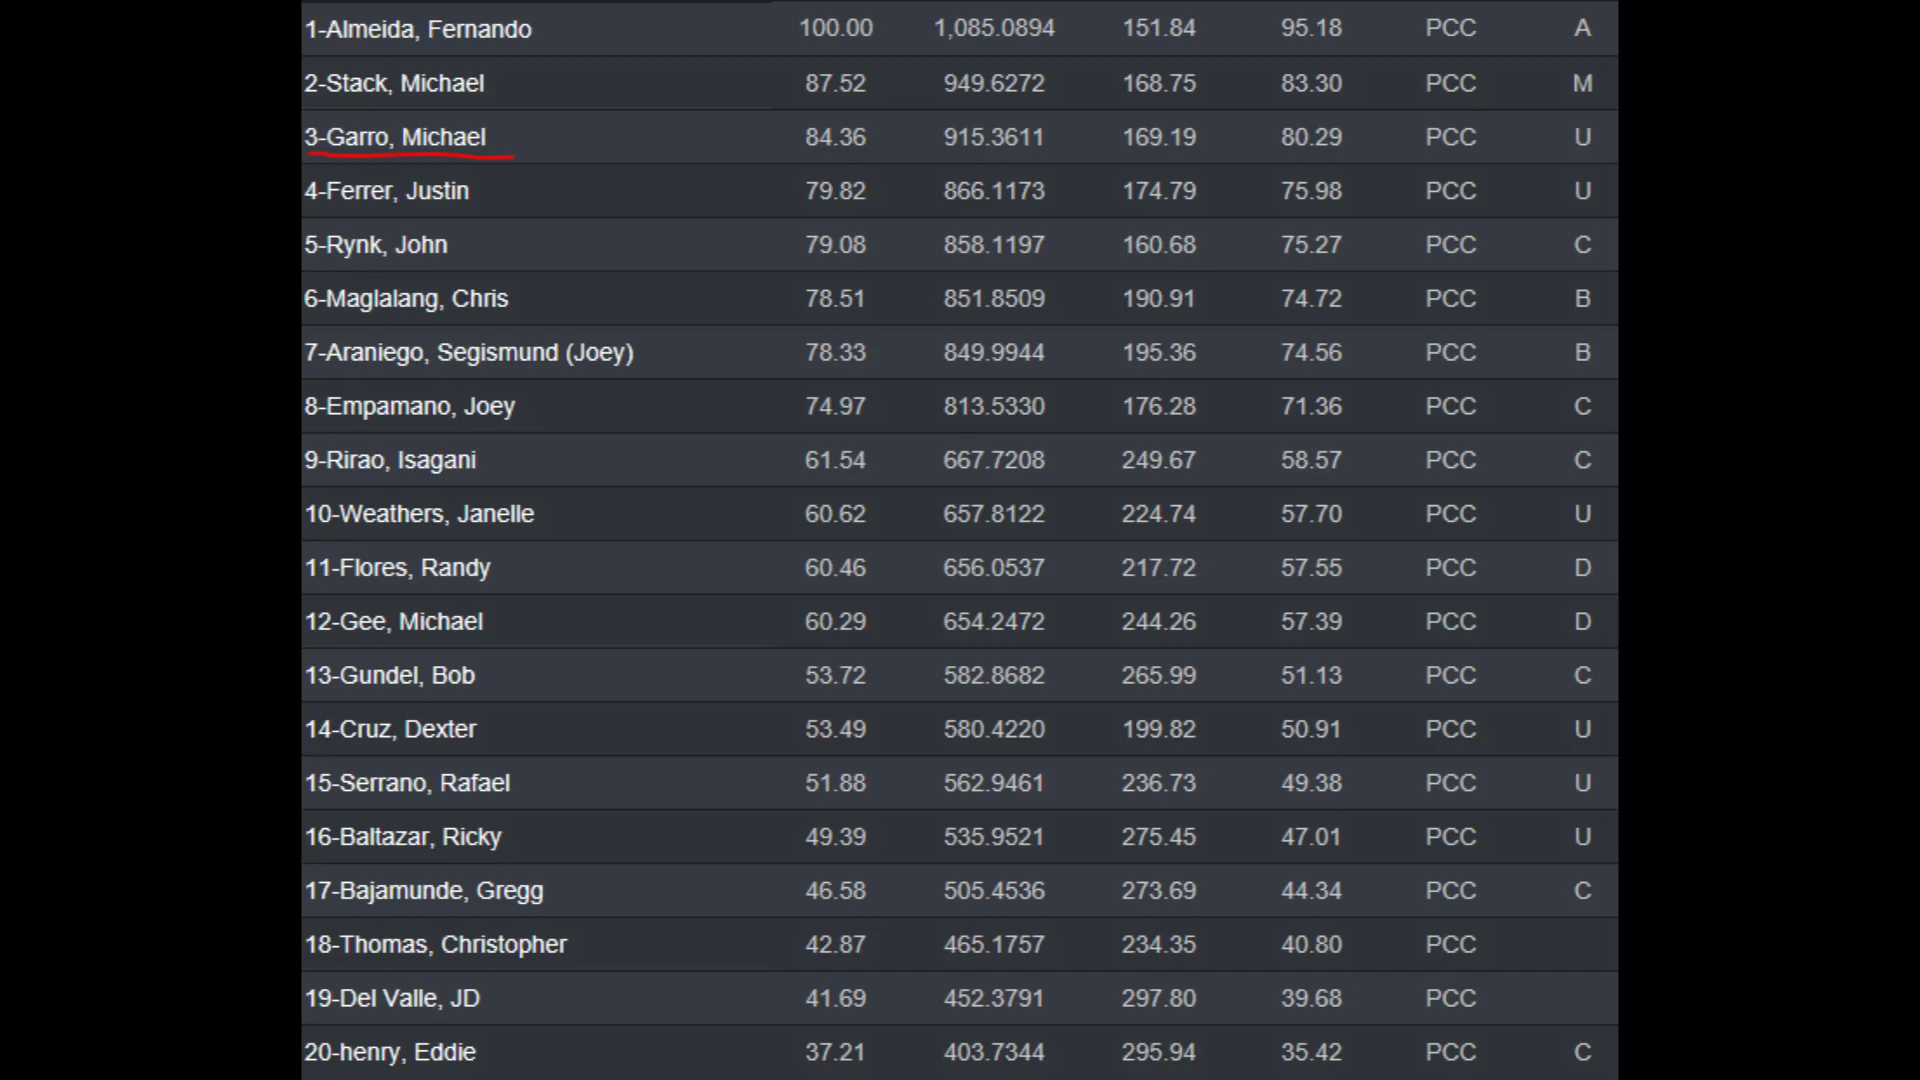 1-Almeida, Fernando 100.00 1,085.0894 151.84 95.18 PCC A
2-Stack, Michael 87.52 949.6272 168.75 83.30 PCC M
3-Garro, Michael 84.36 915.3611 169.19 80.29 PCC U
4-Ferrer, Justin 79.82 866.1173 174.79 75.98 PCC U
5-Rynk, John 79.08 858.1197 160.68 75.27 PCC C
6-Maglalang, Chris 78.51 851.8509 190.91 74.72 PCC B
7-Araniego, Segismund (Joey) 78.33 849.9944 195.36 74.56 PCC B
8-Empamano, Joey 74.97 813.5330 176.28 71.36 PCC C
9-Rirao, Isagani 61.54 667.7208 249.67 58.57 PCC C
10-Weathers, Janelle 60.62 657.8122 224.74 57.70 PCC U
11-Flores, Randy 60.46 656.0537 217.72 57.55 PCC D
12-Gee, Michael 60.29 654.2472 244.26 57.39 PCC D
13-Gundel, Bob 53.72 582.8682 265.99 51.13 PCC C
14-Cruz, Dexter 53.49 580.4220 199.82 50.91 PCC U
15-Serrano, Rafael 51.88 562.9461 236.73 49.38 PCC U
16-Baltazar, Ricky 49.39 535.9521 275.45 47.01 PCC U
17-Bajamunde, Gregg 46.58 505.4536 273.69 44.34 PCC C
18-Thomas, Christopher 42.87 465.1757 234.35 40.80 PCC
19-Del Valle, JD 41.69 452.3791 297.80 39.68 PCC
20-henry, Eddie 37.21 403.7344 295.94 35.42 PCC C